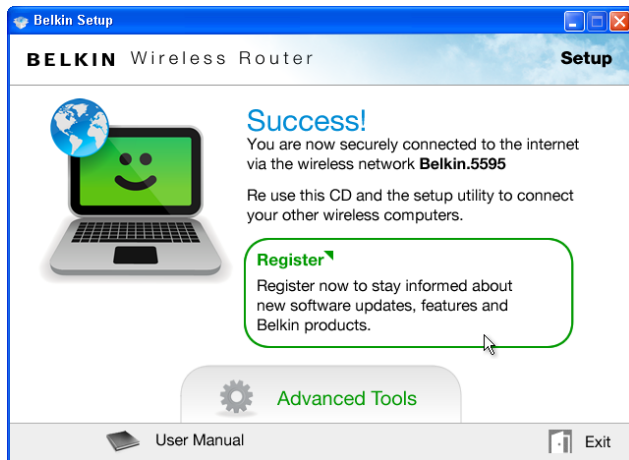 Belkin Setup
BELKIN Wireless Router
Setup
Success!
You are now securely connected to the internet
via the wireless network Belkin.5595
Re use this CD and the setup utility to connect
your other wireless computers.
Register
Register now to stay informed about
new software updates, features and
Belkin products.
Advanced Tools
User Manual
Exit